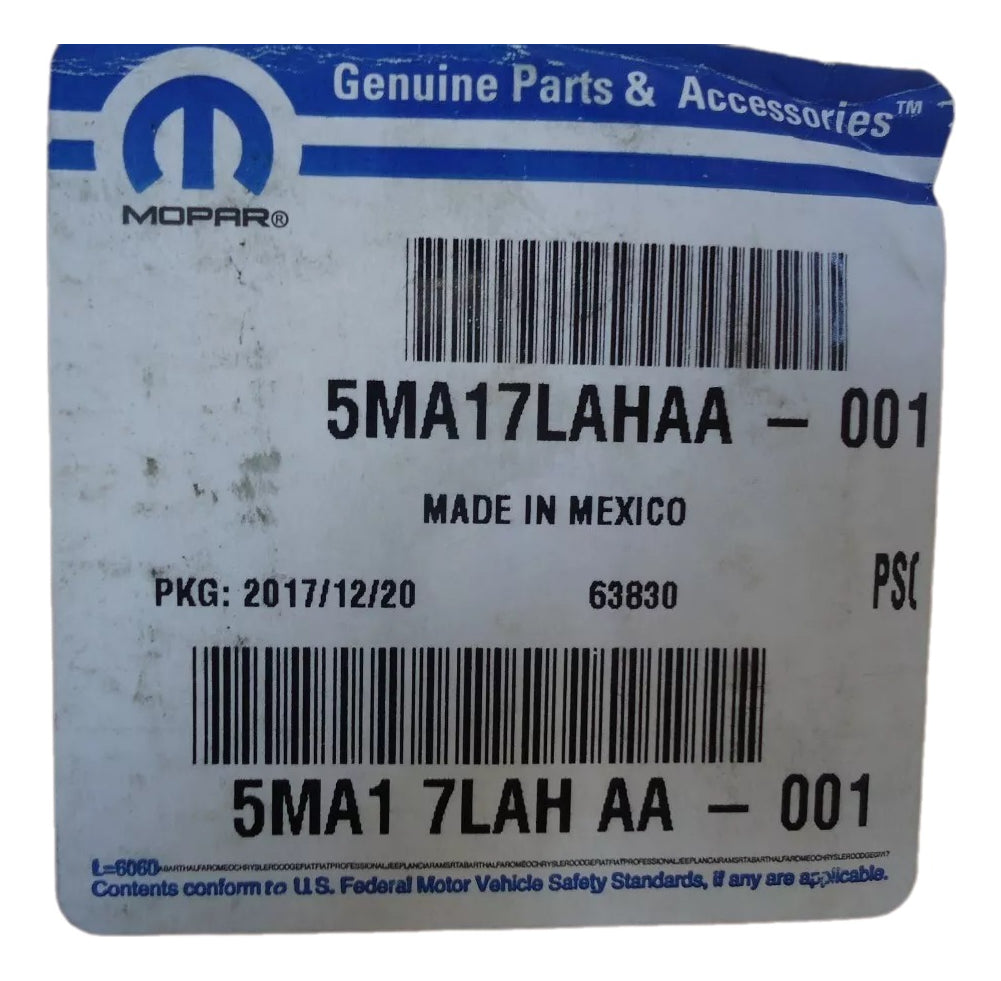 Genuine Parts & Accessories™
MOPAR®
5MA17LAHAA – 001
MADE IN MEXICO
PKG: 2017/12/20 63830
5MA1 7LAH AA – 001
L=6060
Contents conform to U.S. Federal Motor Vehicle Safety Standards, if any are applicable.